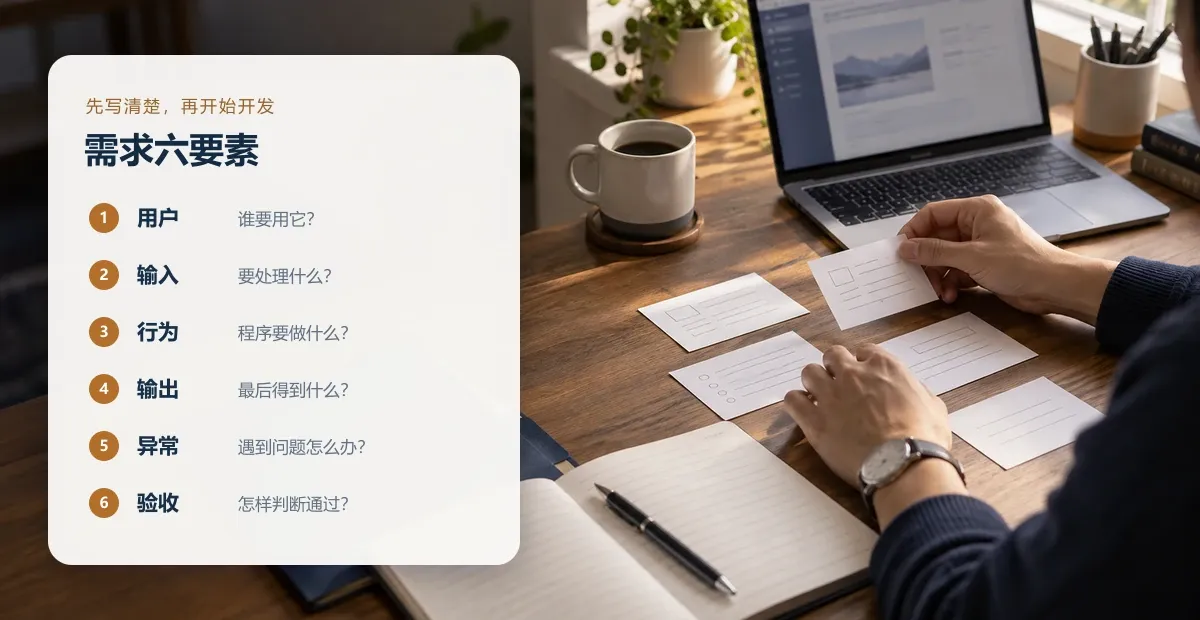 先写清楚，再开始开发
需求六要素
1 用户 谁要用它？
2 输入 要处理什么？
3 行为 程序要做什么？
4 输出 最后得到什么？
5 异常 遇到问题怎么办？
6 验收 怎样判断通过？